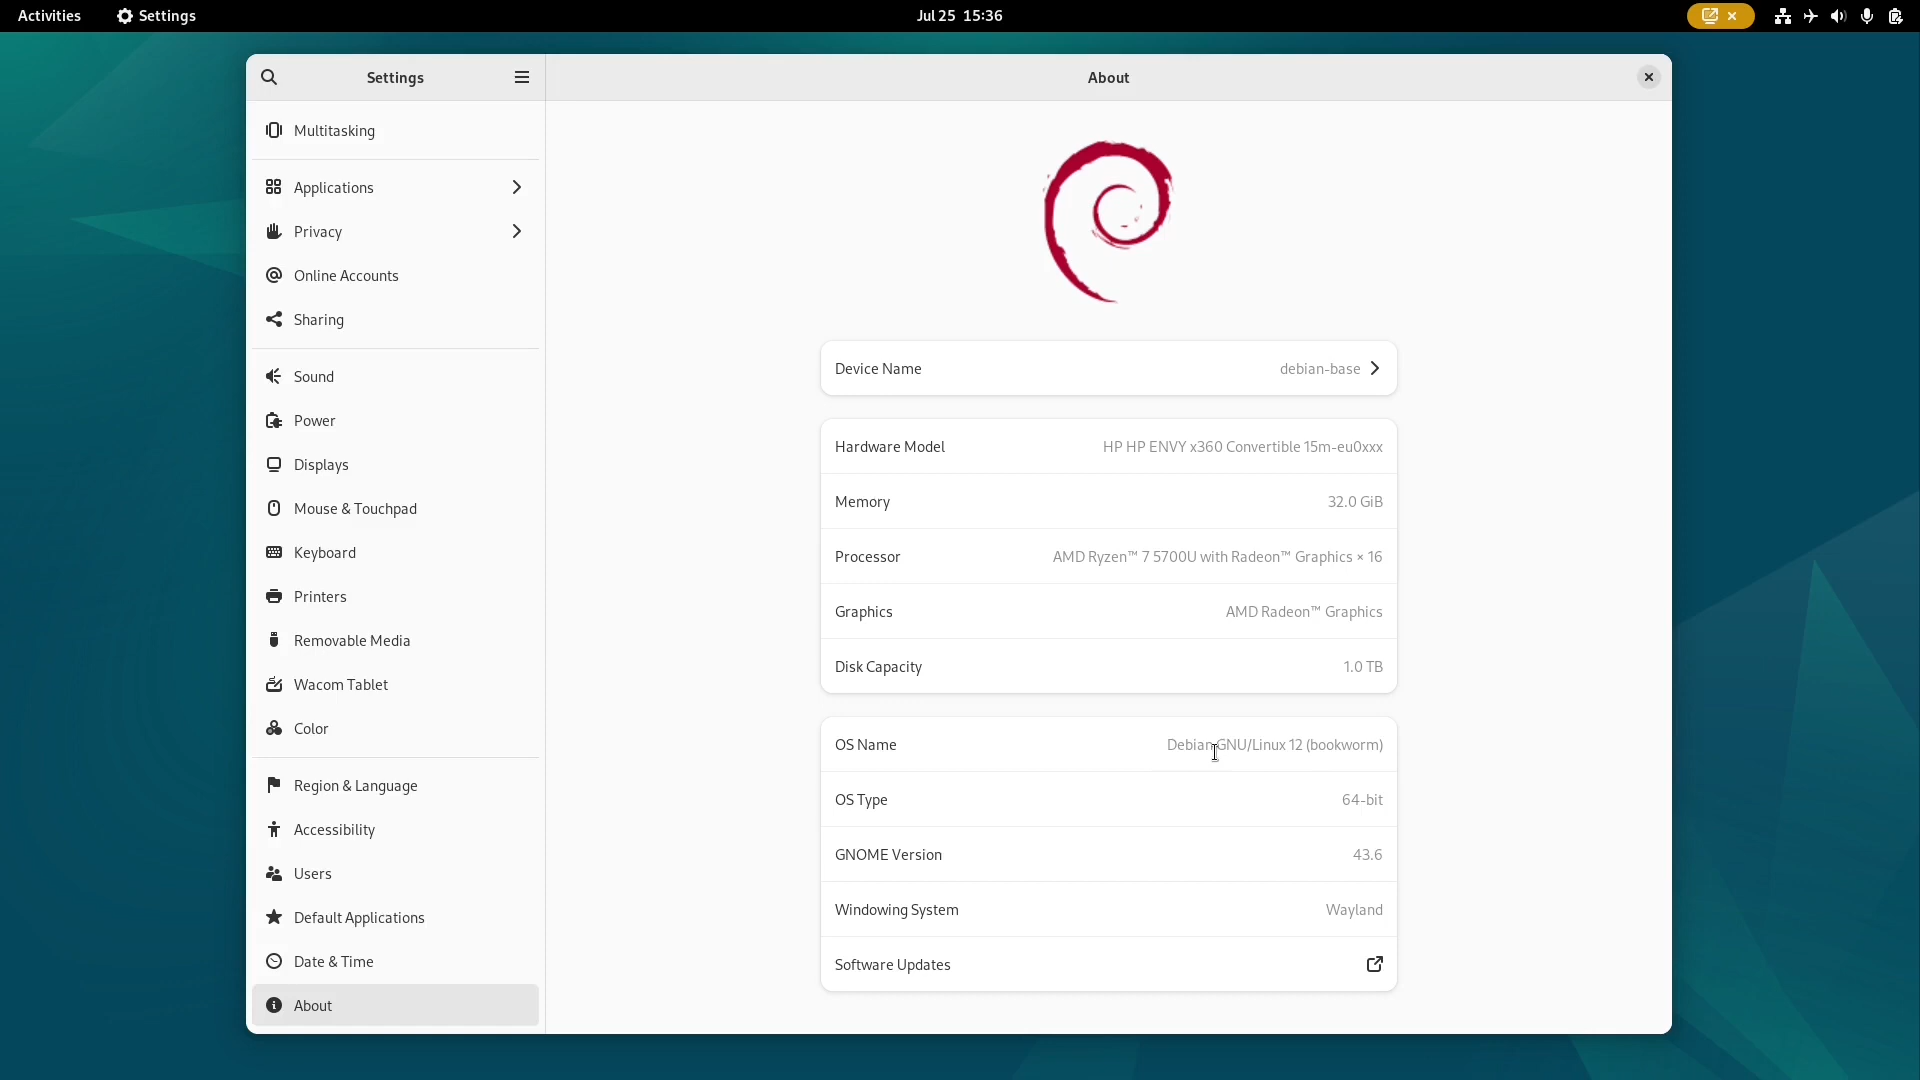 Activities
Settings
Jul 25 15:36
Settings
About
Multitasking
Applications
Privacy
Online Accounts
Sharing
Sound
Power
Displays
Mouse & Touchpad
Keyboard
Printers
Removable Media
Wacom Tablet
Color
Region & Language
Accessibility
Users
Default Applications
Date & Time
About
Device Name debian-base
Hardware Model HP HP ENVY x360 Convertible 15m-eu0xxx
Memory 32.0 GiB
Processor AMD Ryzen™ 7 5700U with Radeon™ Graphics × 16
Graphics AMD Radeon™ Graphics
Disk Capacity 1.0 TB
OS Name Debian GNU/Linux 12 (bookworm)
OS Type 64-bit
GNOME Version 43.6
Windowing System Wayland
Software Updates